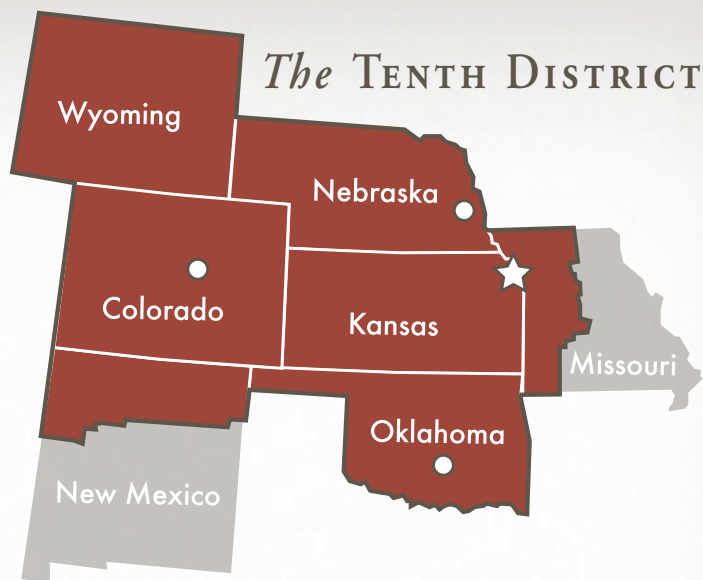 The TENTH DISTRICT
Wyoming
Nebraska
Colorado
Kansas
Missouri
Oklahoma
New Mexico